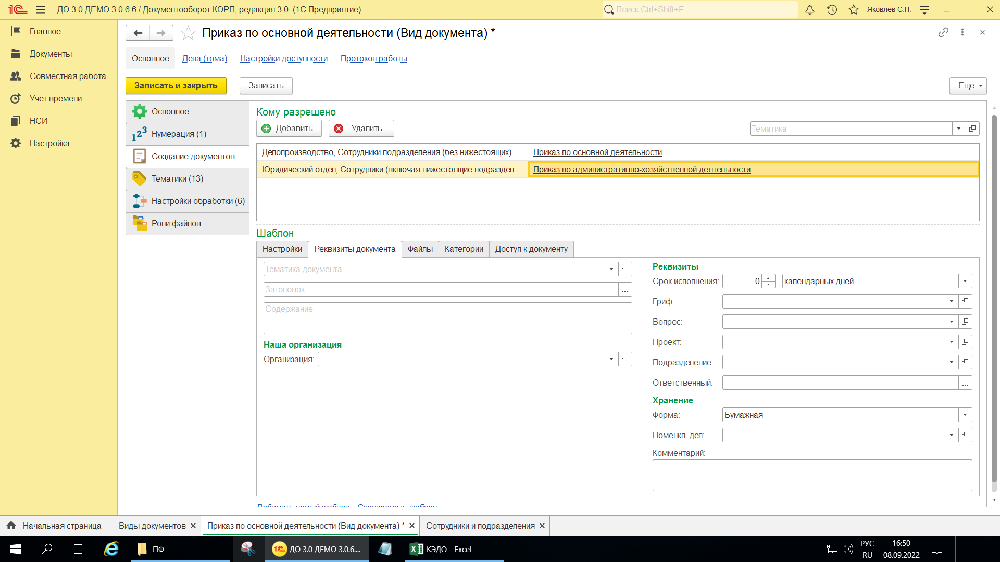 ДО 3.0 ДЕМО 3.0.6.6 / Документооборот КОРП, редакция 3.0 (1С:Предприятие)
Поиск Ctrl+Shift+F
Яковлев С.П.
Главное
Документы
Совместная работа
Учет времени
НСИ
Настройка
Приказ по основной деятельности (Вид документа) *
Основное Дела (тома) Настройки доступности Протокол работы
Записать и закрыть Записать Еще
Основное
Нумерация (1)
Создание документов
Тематики (13)
Настройки обработки (6)
Роли файлов
Кому разрешено
Добавить Удалить Тематика
Делопроизводство, Сотрудники подразделения (без нижестоящих) Приказ по основной деятельности
Юридический отдел, Сотрудники (включая нижестоящие подраздел... Приказ по административно-хозяйственной деятельности
Шаблон
Настройки Реквизиты документа Файлы Категории Доступ к документу
Тематика документа
Заголовок ...
Содержание
Наша организация
Организация:
Реквизиты
Срок исполнения: 0 календарных дней
Гриф:
Вопрос:
Проект:
Подразделение:
Ответственный: ...
Хранение
Форма: Бумажная
Номенкл. дел:
Комментарий:
Добавить новый шаблон Скопировать шаблон
Начальная страница Виды документов Приказ по основной деятельности (Вид документа) * Сотрудники и подразделения
ПФ ДО 3.0 ДЕМО 3.0.6.... КЭДО - Excel
РУС
RU
16:50
08.09.2022